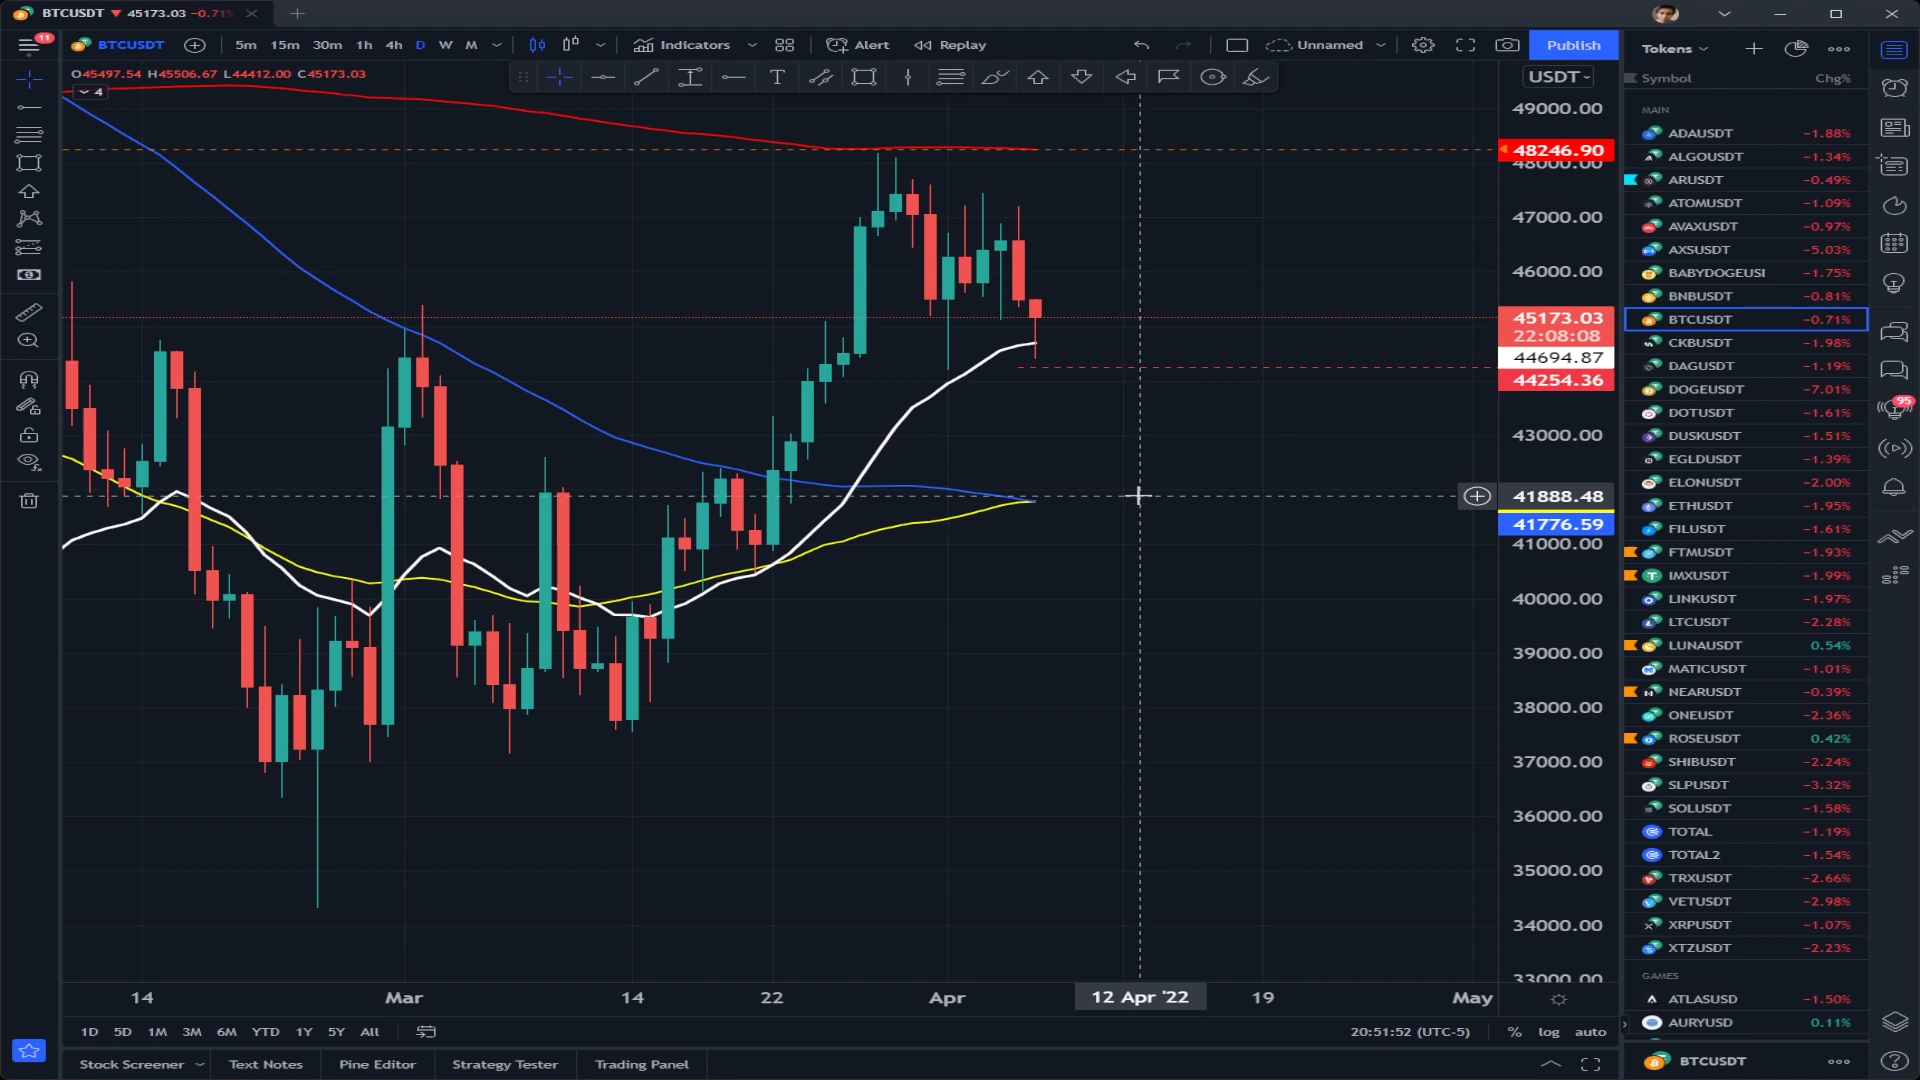 BTCUSDT ▼ 45173.03 −0.71%
11 BTCUSDT 5m 15m 30m 1h 4h D W M Indicators Alert Replay Unnamed Publish
O45497.54 H45506.67 L44412.00 C45173.03
4
USDT
49000.00
48246.90
48000.00
47000.00
46000.00
45173.03
22:08:08
44694.87
44254.36
43000.00
41888.48
41776.59
41000.00
40000.00
39000.00
38000.00
37000.00
36000.00
35000.00
34000.00
33000.00
14 Mar 14 22 Apr 12 Apr '22 19 May
1D 5D 1M 3M 6M YTD 1Y 5Y All 20:51:52 (UTC-5) % log auto
Stock Screener Text Notes Pine Editor Strategy Tester Trading Panel
Tokens
Symbol Chg%
MAIN
ADAUSDT −1.88%
ALGOUSDT −1.34%
ARUSDT −0.49%
ATOMUSDT −1.09%
AVAXUSDT −0.97%
AXSUSDT −5.03%
BABYDOGEUSI −1.75%
BNBUSDT −0.81%
BTCUSDT −0.71%
CKBUSDT −1.98%
DAGUSDT −1.19%
DOGEUSDT −7.01%
DOTUSDT −1.61%
DUSKUSDT −1.51%
EGLDUSDT −1.39%
ELONUSDT −2.00%
ETHUSDT −1.95%
FILUSDT −1.61%
FTMUSDT −1.93%
IMXUSDT −1.99%
LINKUSDT −1.97%
LTCUSDT −2.28%
LUNAUSDT 0.54%
MATICUSDT −1.01%
NEARUSDT −0.39%
ONEUSDT −2.36%
ROSEUSDT 0.42%
SHIBUSDT −2.24%
SLPUSDT −3.32%
SOLUSDT −1.58%
TOTAL −1.19%
TOTAL2 −1.54%
TRXUSDT −2.66%
VETUSDT −2.98%
XRPUSDT −1.07%
XTZUSDT −2.23%
GAMES
ATLASUSD −1.50%
AURYUSD 0.11%
BTCUSDT
95